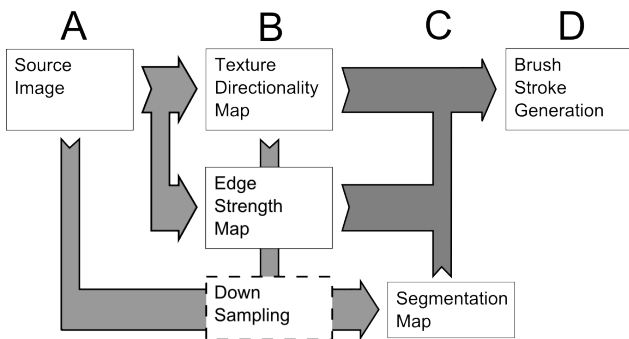 A
B
C
D
Source
Image
Texture
Directionality
Map
Brush
Stroke
Generation
Edge
Strength
Map
Down
Sampling
Segmentation
Map